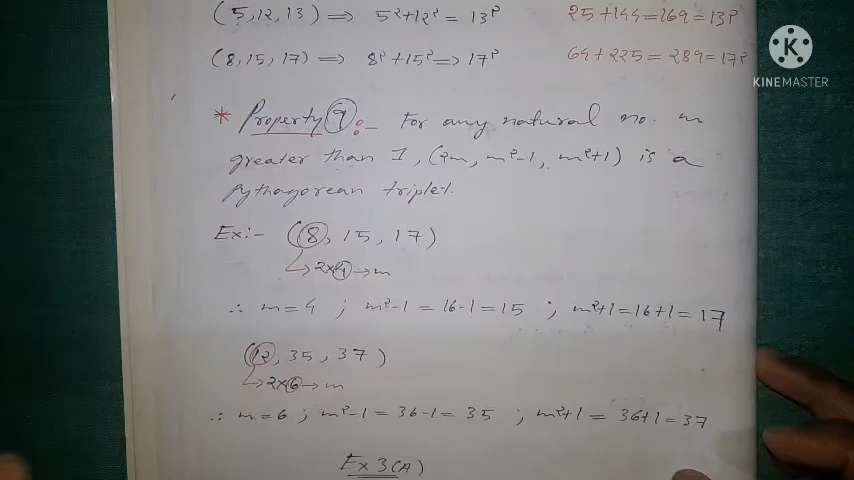 (5,12,13) ⟹ 5²+12² = 13² 25+144=169=13²
(8,15,17) ⟹ 8²+15² ⟹ 17² 64+225=289=17²
K
KINEMASTER
* Property 9 :- For any natural no. m
greater than 1, (2m, m²-1, m²+1) is a
pythagorean triplet.
Ex:- (8, 15, 17)
↳ 2×4 → m
∴ m=4 ; m²-1 = 16-1 = 15 ; m²+1 = 16+1 = 17
(12, 35, 37)
↳ 2×6 → m
∴ m=6 ; m²-1 = 36-1 = 35 ; m²+1 = 36+1 = 37
Ex 3(A)